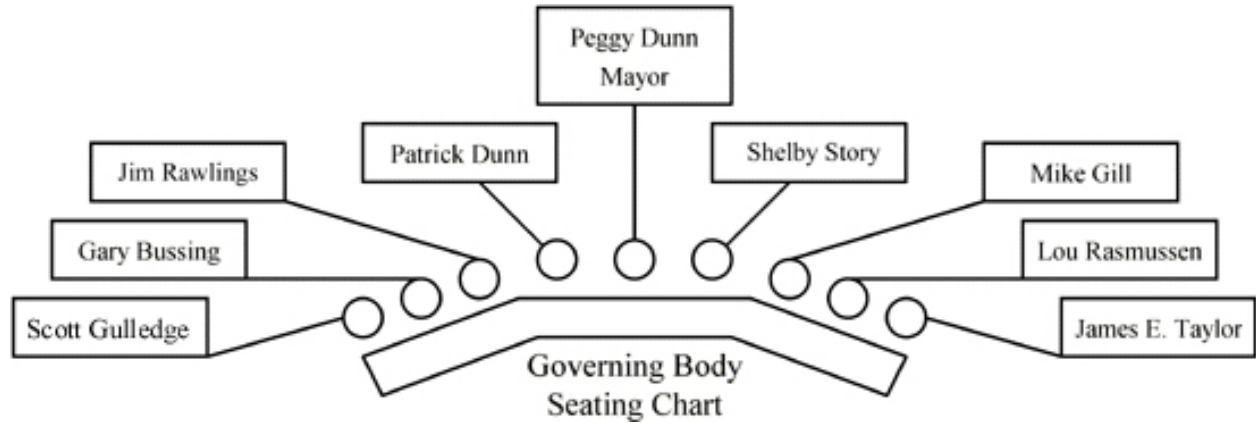 Peggy Dunn
Mayor
Patrick Dunn
Shelby Story
Jim Rawlings
Mike Gill
Gary Bussing
Lou Rasmussen
Scott Gulledge
James E. Taylor
Governing Body
Seating Chart